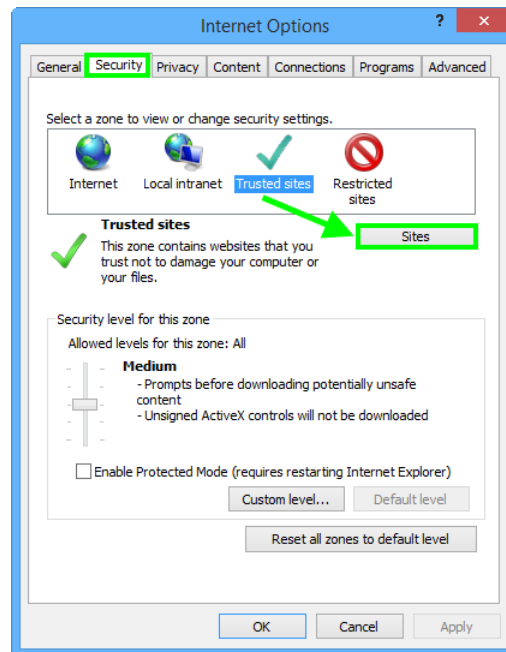 Internet Options
? ×
General Security Privacy Content Connections Programs Advanced
Select a zone to view or change security settings.
Internet Local intranet Trusted sites Restricted
sites
Trusted sites
Sites
This zone contains websites that you
trust not to damage your computer or
your files.
Security level for this zone
Allowed levels for this zone: All
Medium
- Prompts before downloading potentially unsafe
content
- Unsigned ActiveX controls will not be downloaded
Enable Protected Mode (requires restarting Internet Explorer)
Custom level... Default level
Reset all zones to default level
OK Cancel Apply